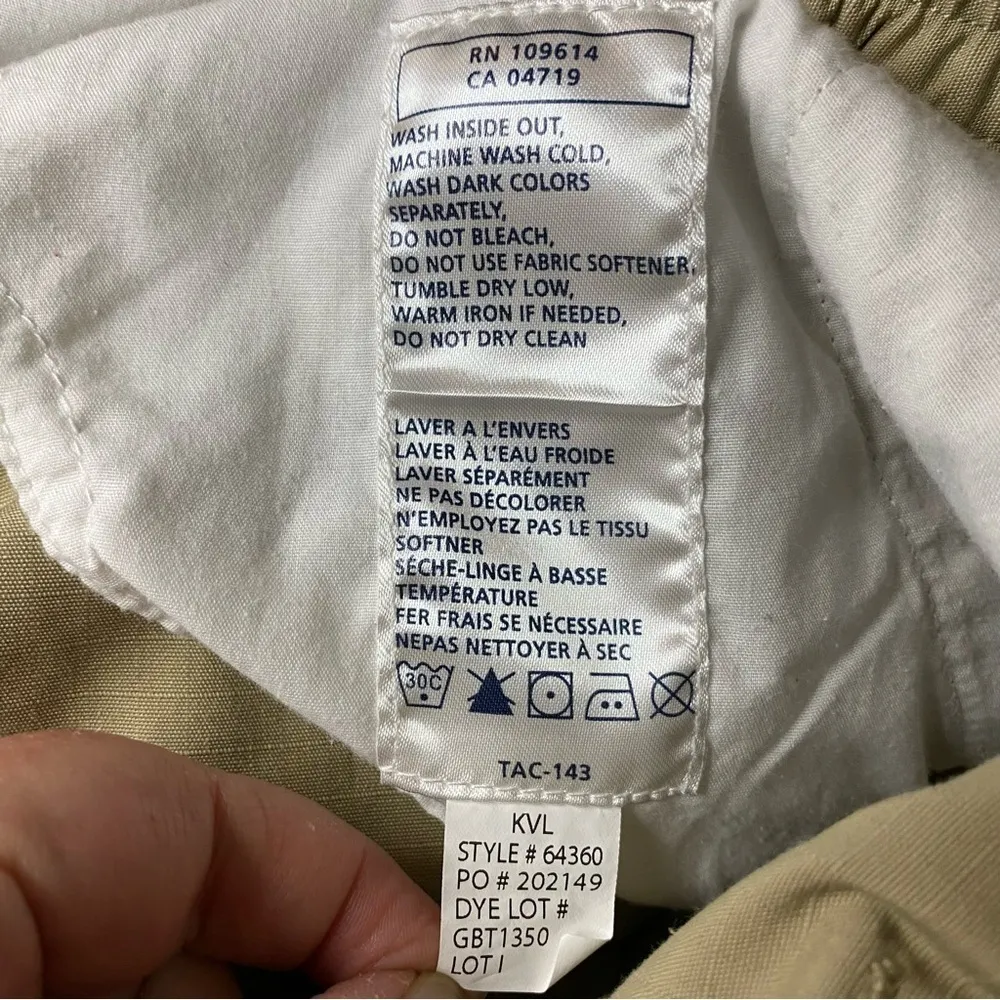 RN 109614
CA 04719
WASH INSIDE OUT,
MACHINE WASH COLD,
WASH DARK COLORS
SEPARATELY,
DO NOT BLEACH,
DO NOT USE FABRIC SOFTENER,
TUMBLE DRY LOW,
WARM IRON IF NEEDED,
DO NOT DRY CLEAN
LAVER A L'ENVERS
LAVER À L'EAU FROIDE
LAVER SÉPARÉMENT
NE PAS DÉCOLORER
N'EMPLOYEZ PAS LE TISSU
SOFTNER
SÉCHE-LINGE À BASSE
TEMPÉRATURE
FER FRAIS SE NÉCESSAIRE
NEPAS NETTOYER À SEC
30C
TAC-143
KVL
STYLE # 64360
PO # 202149
DYE LOT #
GBT1350
LOT I